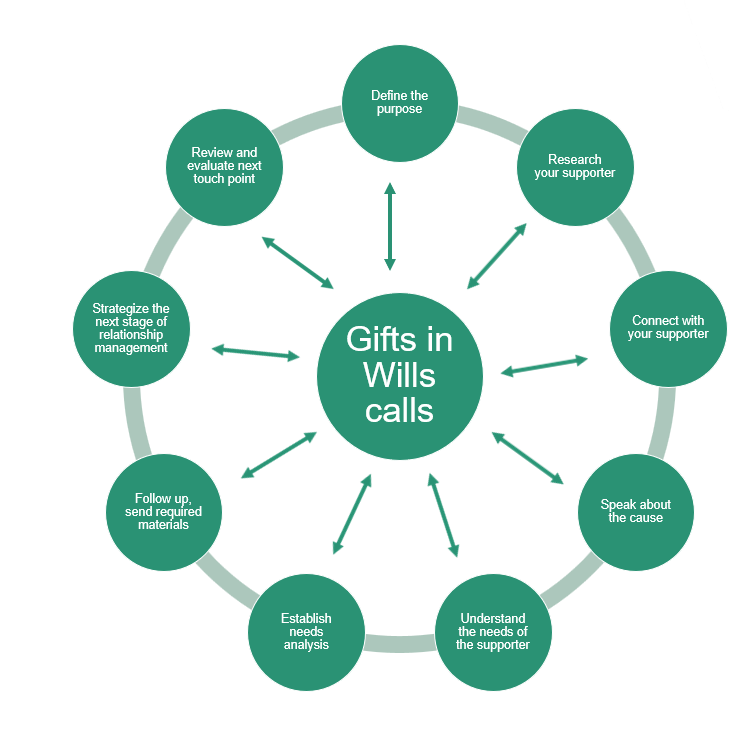 Define the
purpose
Research
your supporter
Connect with
your supporter
Speak about
the cause
Understand
the needs of
the supporter
Establish
needs
analysis
Follow up,
send required
materials
Strategize the
next stage of
relationship
management
Review and
evaluate next
touch point
Gifts in
Wills
calls